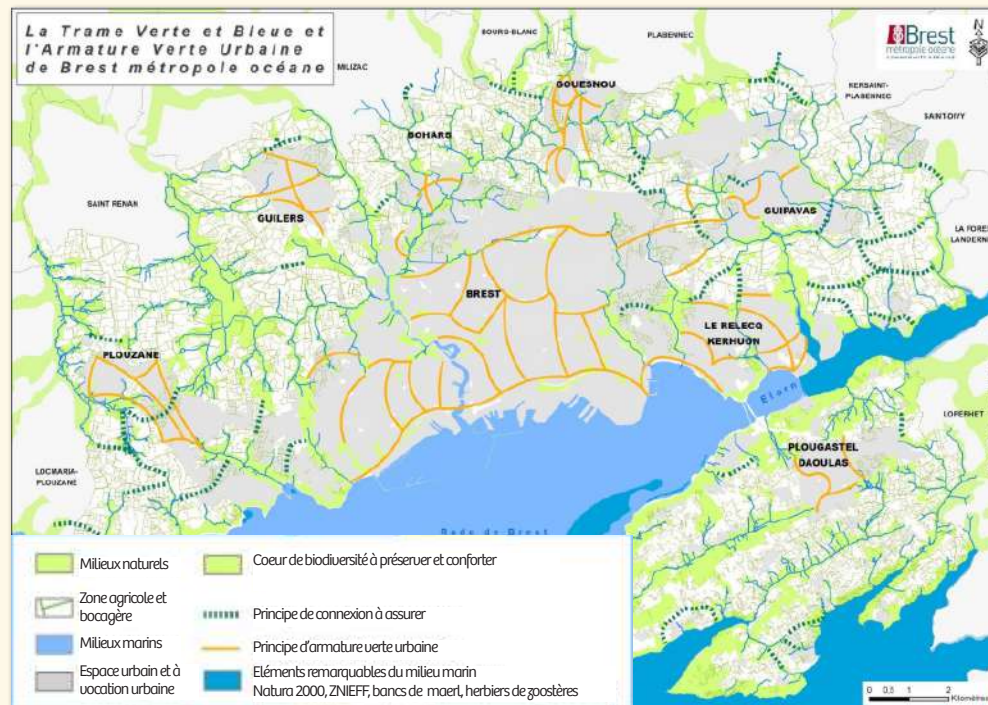 La Trame Verte et Bleue et
l'Armature Verte Urbaine
de Brest métropole océane
Brest
métropole océane
N
BOURG-BLANC
PLABENNEC
MILIZAC
GOUESNOU
KERSAINT-
PLABENNEC
BOHARS
SAINT RENAN
GUILERS
GUIPAVAS
LA FORES
LANDERNE
BREST
LE RELECQ
KERHUON
PLOUZANE
Elorn
LOPERHET
PLOUGASTEL
DAOULAS
LOCMARIA-
PLOUZANE
Rade de Brest
Milieux naturels
Coeur de biodiversité à préserver et conforter
Zone agricole et
bocagère
Principe de connexion à assurer
Milieux marins
Principe d'armature verte urbaine
Espace urbain et à
vocation urbaine
Eléments remarquables du milieu marin
Natura 2000, ZNIEFF, bancs de maerl, herbiers de zoostères
0 0,5 1 2
Kilomètres